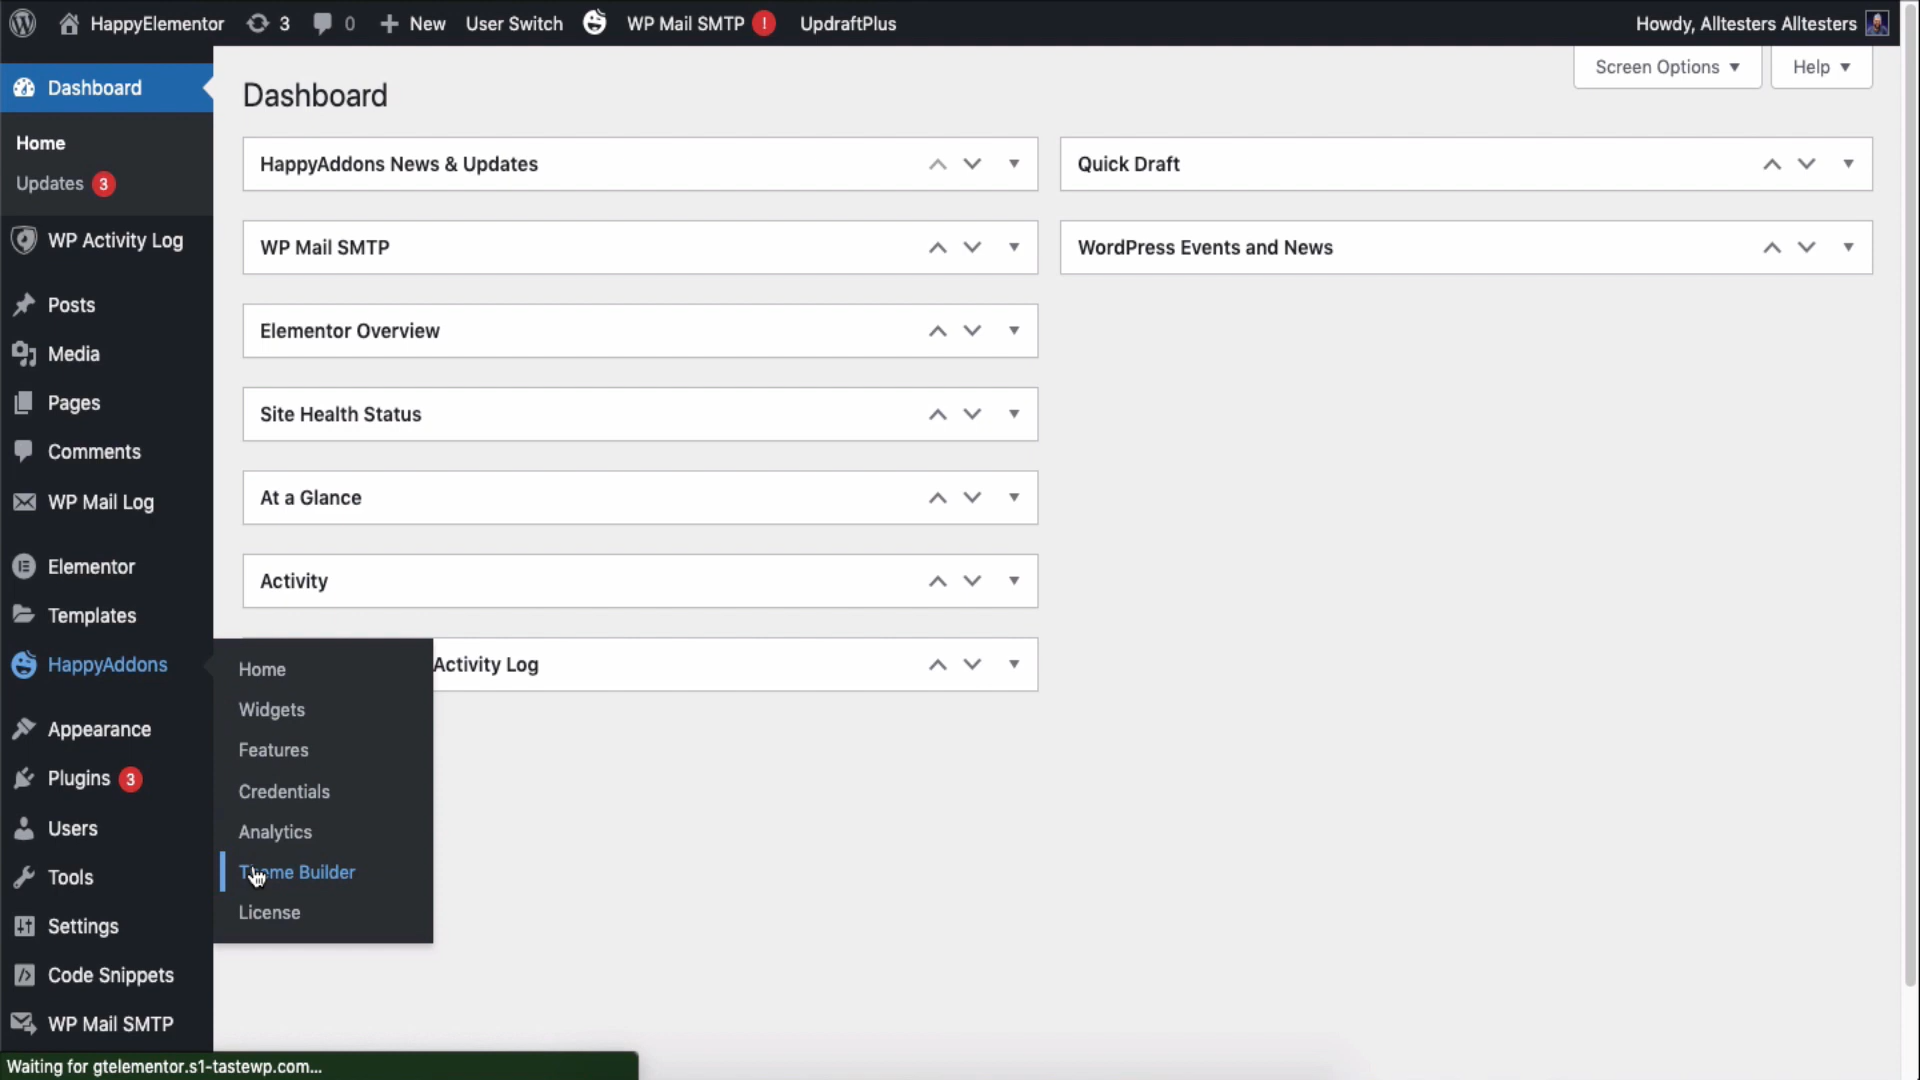 HappyElementor 3 0 New User Switch WP Mail SMTP ! UpdraftPlus Howdy, Alltesters Alltesters
Screen Options Help
Dashboard
Home
Updates 3
WP Activity Log
Posts
Media
Pages
Comments
WP Mail Log
Elementor
Templates
HappyAddons
Appearance
Plugins 3
Users
Tools
Settings
Code Snippets
WP Mail SMTP
Home
Widgets
Features
Credentials
Analytics
Theme Builder
License
Dashboard
HappyAddons News & Updates
WP Mail SMTP
Elementor Overview
Site Health Status
At a Glance
Activity
Activity Log
Quick Draft
WordPress Events and News
Waiting for gtelementor.s1-tastewp.com...